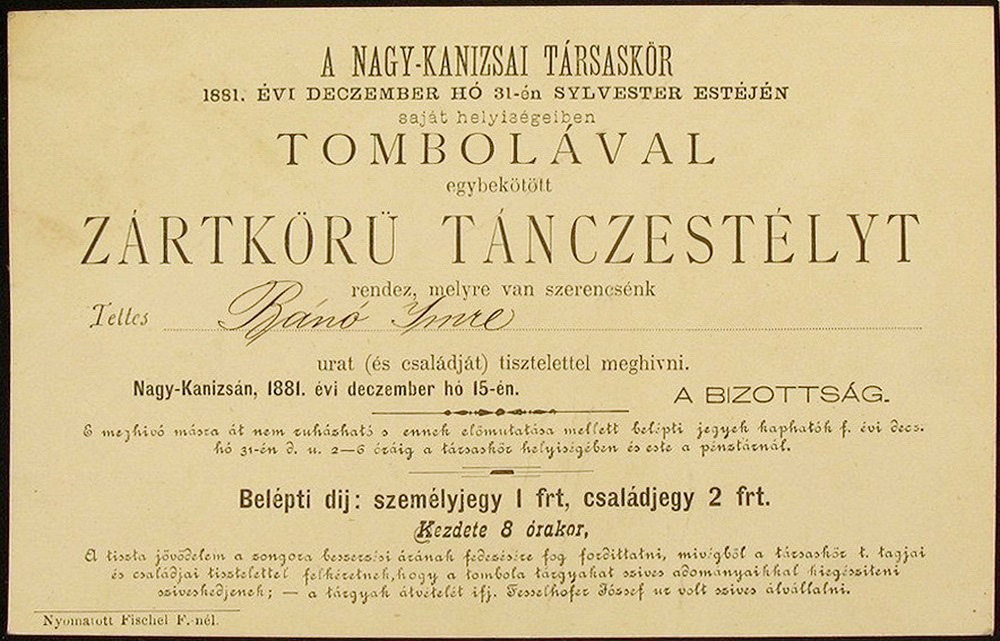 A NAGY-KANIZSAI TÁRSASKÖR
1881. ÉVI DECZEMBER HÓ 31-én SYLVESTER ESTÉJÉN
saját helyiségeiben
TOMBOLÁVAL
egybekötött
ZÁRTKÖRÜ TÁNCZESTÉLYT
rendez, melyre van szerencsénk
Tettes Bánó Imre
urat (és családját) tisztelettel meghivni.
Nagy-Kanizsán, 1881. évi deczember hó 15-én.
A BIZOTTSÁG.
E meghivó másra át nem ruházható s ennek előmutatása mellett belépti jegyek kaphatók f. évi decz.
hó 31-én d. u. 2—6 óráig a társaskör helyiségében és este a pénztárnál.
Belépti dij: személyjegy 1 frt, családjegy 2 frt.
Kezdete 8 órakor,
A tiszta jövödelem a zongora beszerzési árának fedezésére fog fordittatni, mivégből a társaskör t. tagjai
és családjai tisztelettel felkéretnek, hogy a tombola tárgyakat szives adományaikkal kiegésziteni
sziveskedjenek; — a tárgyak átvételét ifj. Tesselhofer József ur volt szives álvállalni.
Nyomatott Fischel F.-nél.